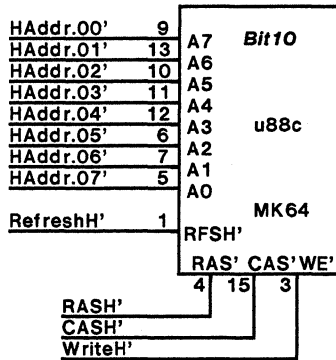 HAddr.00' 9 A7 Bit10
HAddr.01' 13 A6
HAddr.02' 10 A5
HAddr.03' 11 A4 u88c
HAddr.04' 12 A3
HAddr.05' 6 A2
HAddr.06' 7 A1
HAddr.07' 5 A0
MK64
RefreshH' 1 RFSH'
RAS' CAS' WE'
4 15 3
RASH'
CASH'
WriteH'